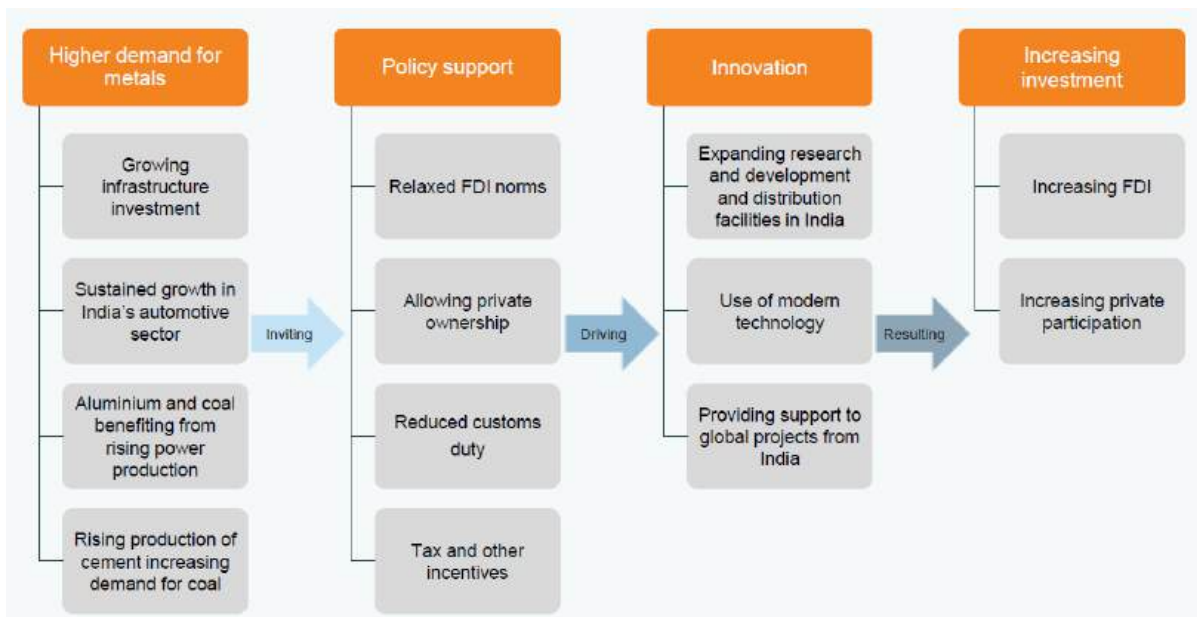 Higher demand for
metals
Growing
infrastructure
investment
Sustained growth in
India's automotive
sector
Aluminium and coal
benefiting from
rising power
production
Rising production of
cement increasing
demand for coal
Inviting
Policy support
Relaxed FDI norms
Allowing private
ownership
Reduced customs
duty
Tax and other
incentives
Driving
Innovation
Expanding research
and development
and distribution
facilities in India
Use of modern
technology
Providing support to
global projects from
India
Resulting
Increasing
investment
Increasing FDI
Increasing private
participation